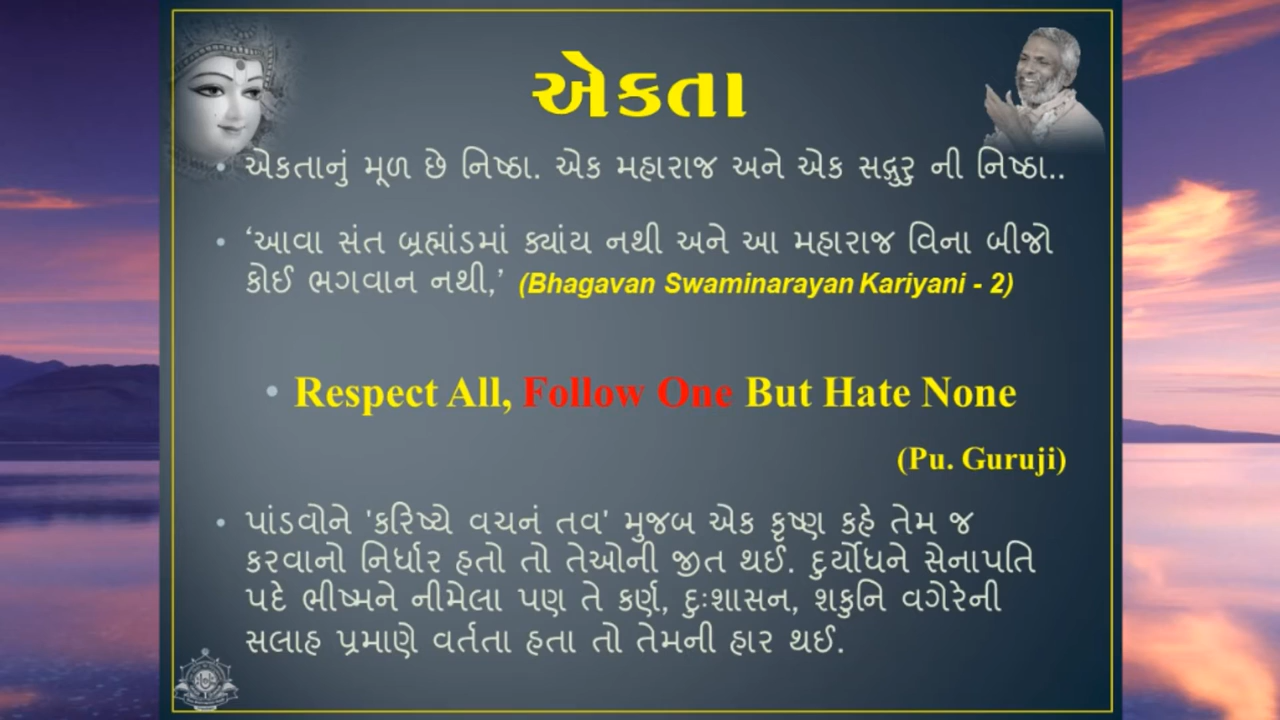 એકતા
• એકતાનું મૂળ છે નિષ્ઠા. એક મહારાજ અને એક સદ્ગુરુ ની નિષ્ઠા..
• ‘આવા સંત બ્રહ્માંડમાં ક્યાંય નથી અને આ મહારાજ વિના બીજો
કોઈ ભગવાન નથી,’ (Bhagavan Swaminarayan Kariyani - 2)
• Respect All, Follow One But Hate None
(Pu. Guruji)
• પાંડવોને 'કરિષ્યે વચનં તવ' મુજબ એક કૃષ્ણ કહે તેમ જ
કરવાનો નિર્ધાર હતો તો તેઓની જીત થઈ. દુર્યોધને સેનાપતિ
પદે ભીષ્મને નીમેલા પણ તે કર્ણ, દુઃશાસન, શકુનિ વગેરેની
સલાહ પ્રમાણે વર્તતા હતા તો તેમની હાર થઈ.